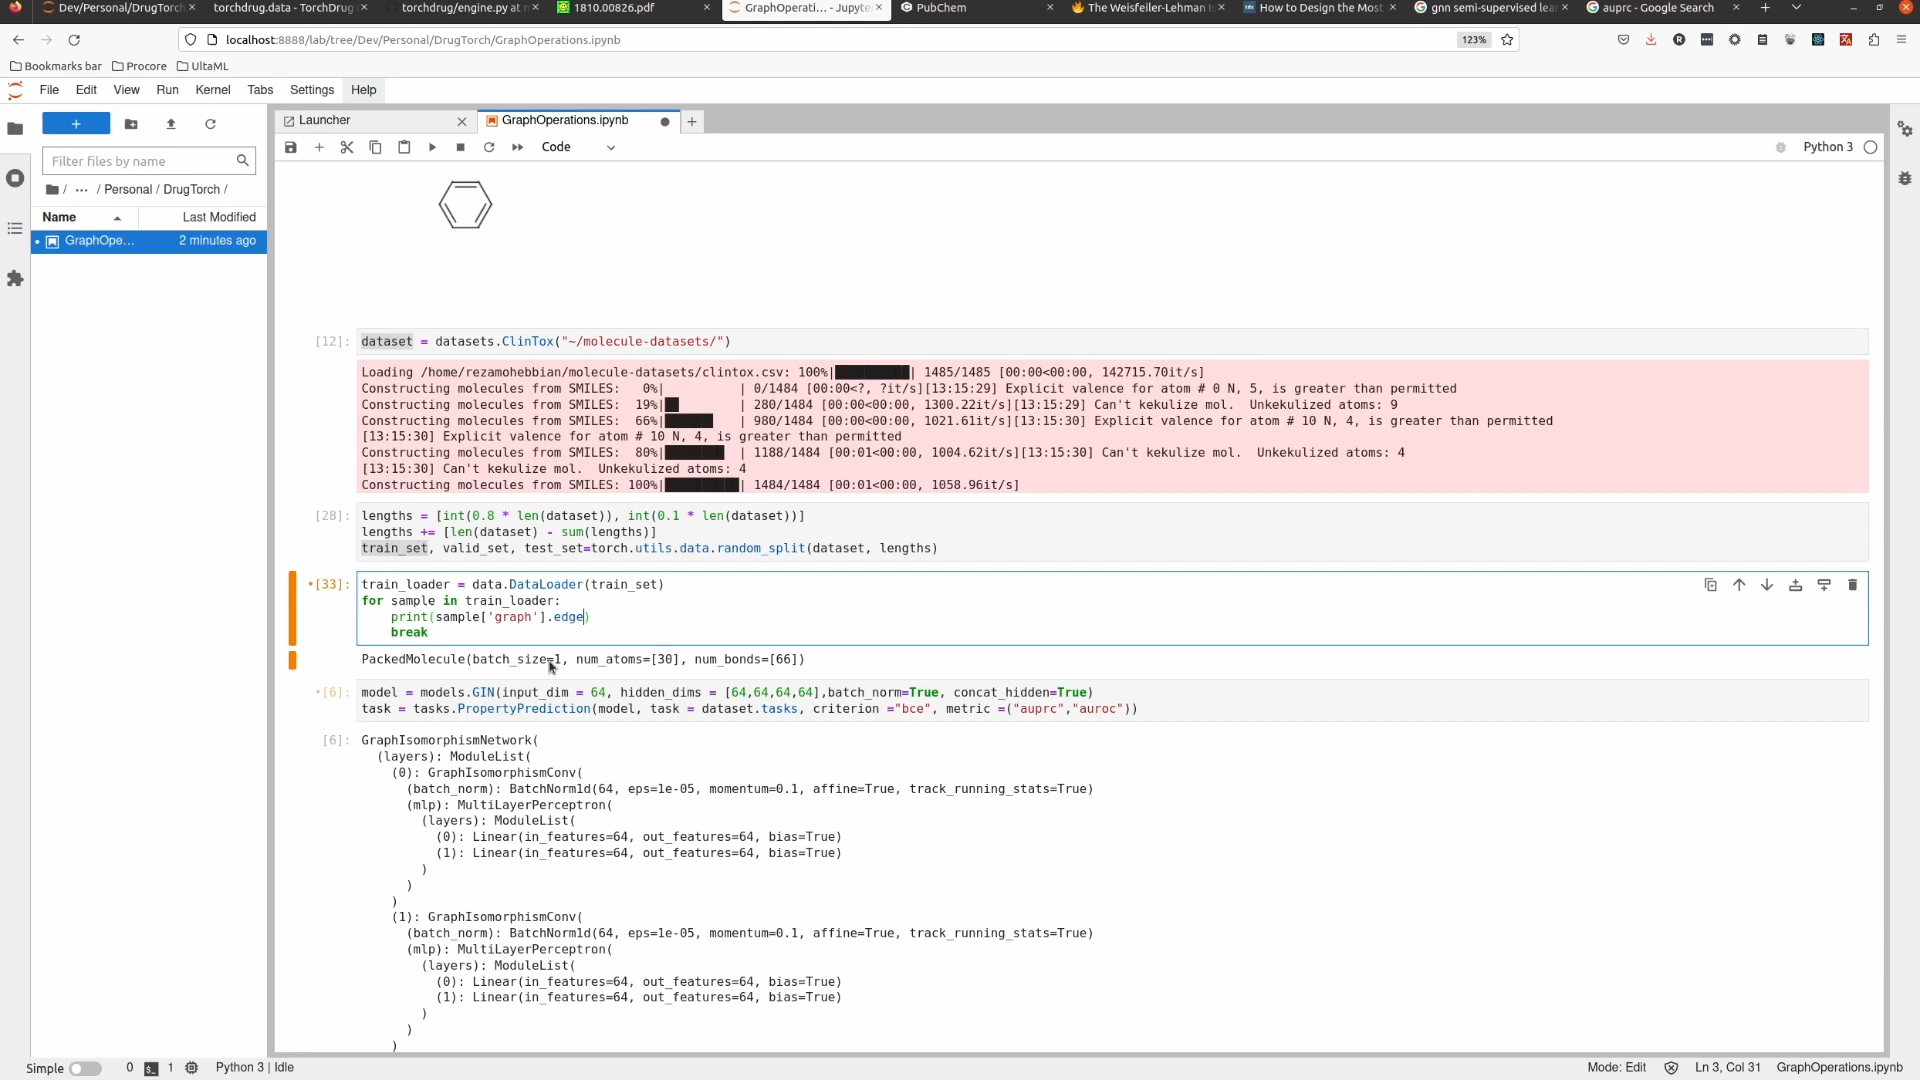 Dev/Personal/DrugTorch
torchdrug.data - TorchDrug
torchdrug/engine.py at
1810.00826.pdf
GraphOperati… - Jupyte
PubChem
The Weisfeiler-Lehman Is
How to Design the Most
gnn semi-supervised lea
auprc - Google Search
localhost:8888/lab/tree/Dev/Personal/DrugTorch/GraphOperations.ipynb
123%
Bookmarks bar
Procore
UltaML
File Edit View Run Kernel Tabs Settings Help
Launcher
GraphOperations.ipynb
Filter files by name
Code
Python 3
/ … / Personal / DrugTorch /
Name
Last Modified
GraphOpe…
2 minutes ago
[12]: dataset = datasets.ClinTox("~/molecule-datasets/")
Loading /home/rezamohebbian/molecule-datasets/clintox.csv: 100%|██████████| 1485/1485 [00:00<00:00, 142715.70it/s]
Constructing molecules from SMILES:   0%|          | 0/1484 [00:00<?, ?it/s][13:15:29] Explicit valence for atom # 0 N, 5, is greater than permitted
Constructing molecules from SMILES:  19%|█▉        | 280/1484 [00:00<00:00, 1300.22it/s][13:15:29] Can't kekulize mol.  Unkekulized atoms: 9
Constructing molecules from SMILES:  66%|██████▌   | 980/1484 [00:00<00:00, 1021.61it/s][13:15:30] Explicit valence for atom # 10 N, 4, is greater than permitted
[13:15:30] Explicit valence for atom # 10 N, 4, is greater than permitted
Constructing molecules from SMILES:  80%|████████  | 1188/1484 [00:01<00:00, 1004.62it/s][13:15:30] Can't kekulize mol.  Unkekulized atoms: 4
[13:15:30] Can't kekulize mol.  Unkekulized atoms: 4
Constructing molecules from SMILES: 100%|██████████| 1484/1484 [00:01<00:00, 1058.96it/s]
[28]: lengths = [int(0.8 * len(dataset)), int(0.1 * len(dataset))]
lengths += [len(dataset) - sum(lengths)]
train_set, valid_set, test_set=torch.utils.data.random_split(dataset, lengths)
•[33]: train_loader = data.DataLoader(train_set)
for sample in train_loader:
    print(sample['graph'].edge)
    break
PackedMolecule(batch_size=1, num_atoms=[30], num_bonds=[66])
•[6]: model = models.GIN(input_dim = 64, hidden_dims = [64,64,64,64],batch_norm=True, concat_hidden=True)
task = tasks.PropertyPrediction(model, task = dataset.tasks, criterion ="bce", metric =("auprc","auroc"))
[6]: GraphIsomorphismNetwork(
  (layers): ModuleList(
    (0): GraphIsomorphismConv(
      (batch_norm): BatchNorm1d(64, eps=1e-05, momentum=0.1, affine=True, track_running_stats=True)
      (mlp): MultiLayerPerceptron(
        (layers): ModuleList(
          (0): Linear(in_features=64, out_features=64, bias=True)
          (1): Linear(in_features=64, out_features=64, bias=True)
        )
      )
    )
    (1): GraphIsomorphismConv(
      (batch_norm): BatchNorm1d(64, eps=1e-05, momentum=0.1, affine=True, track_running_stats=True)
      (mlp): MultiLayerPerceptron(
        (layers): ModuleList(
          (0): Linear(in_features=64, out_features=64, bias=True)
          (1): Linear(in_features=64, out_features=64, bias=True)
        )
      )
    )
Simple
0
1
Python 3 | Idle
Mode: Edit
Ln 3, Col 31
GraphOperations.ipynb